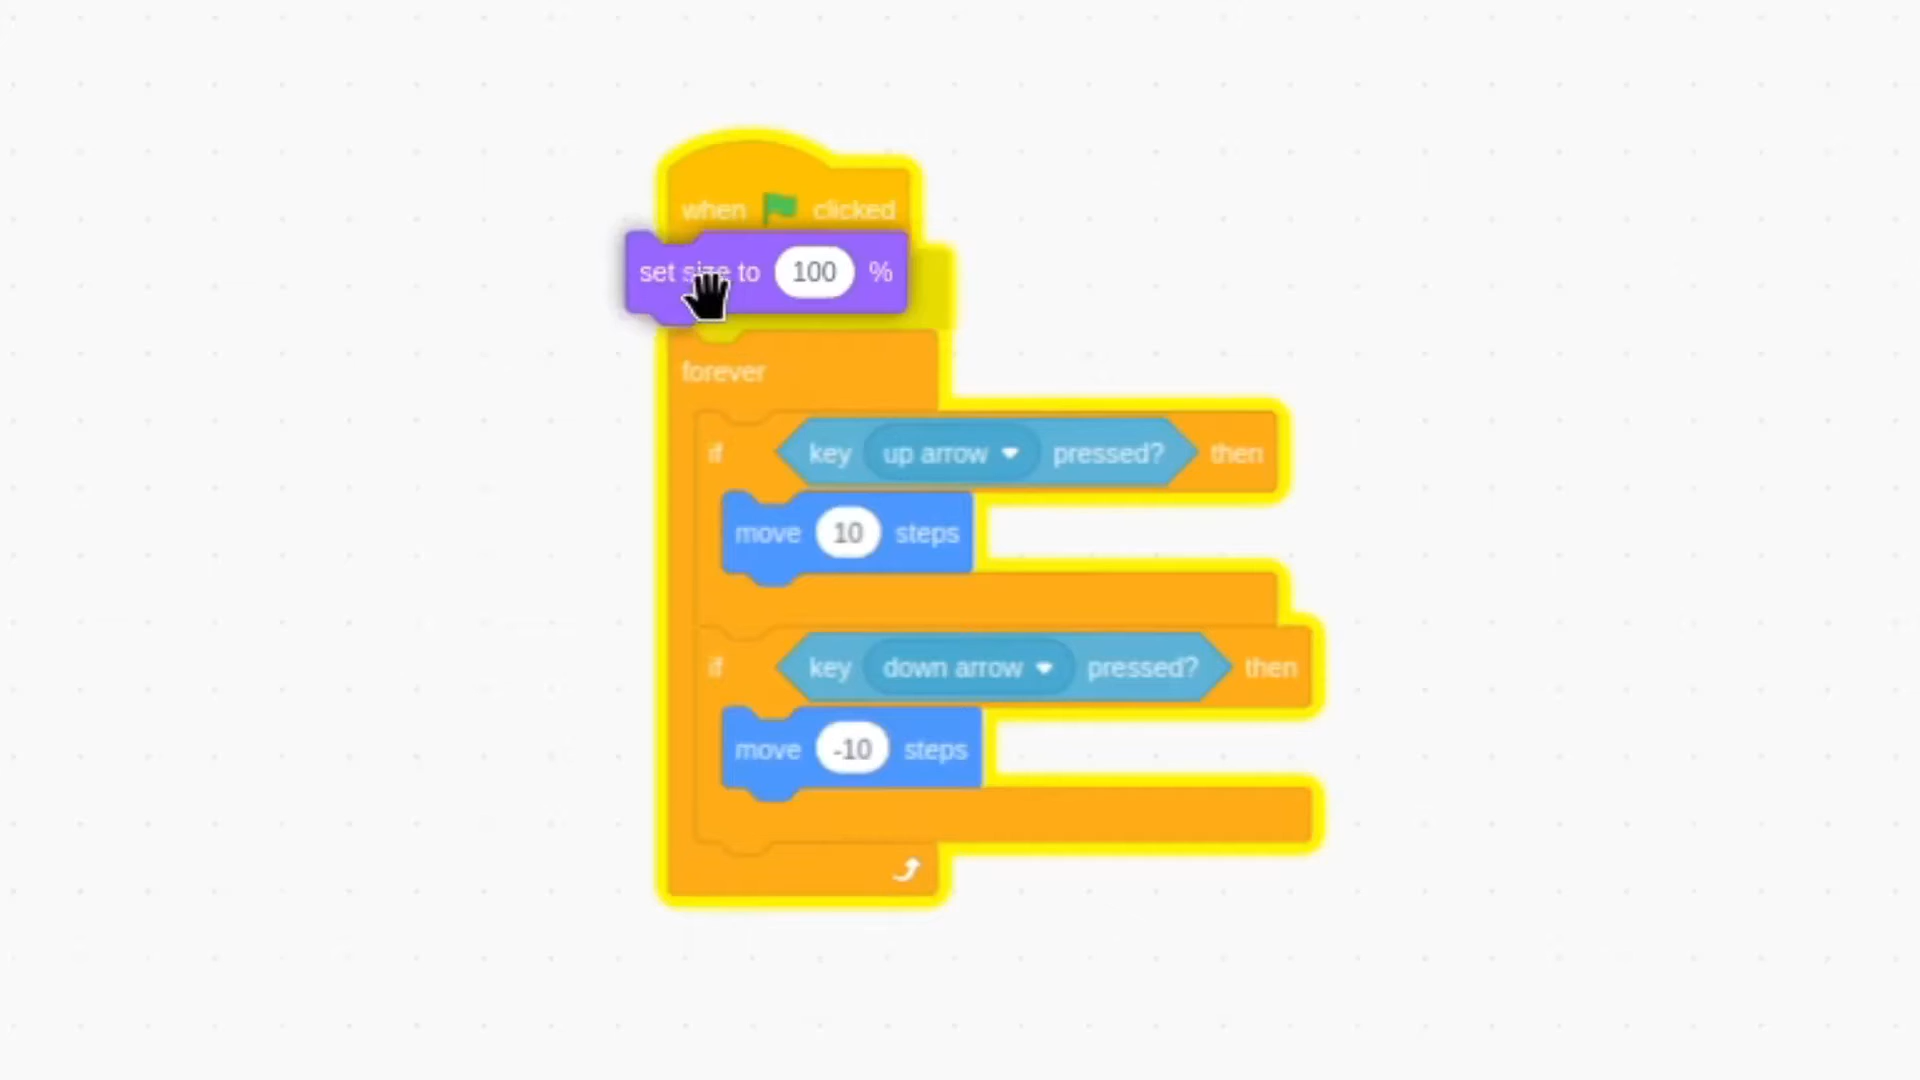 when clicked
set size to 100 %
forever
if key up arrow pressed? then
move 10 steps
if key down arrow pressed? then
move -10 steps